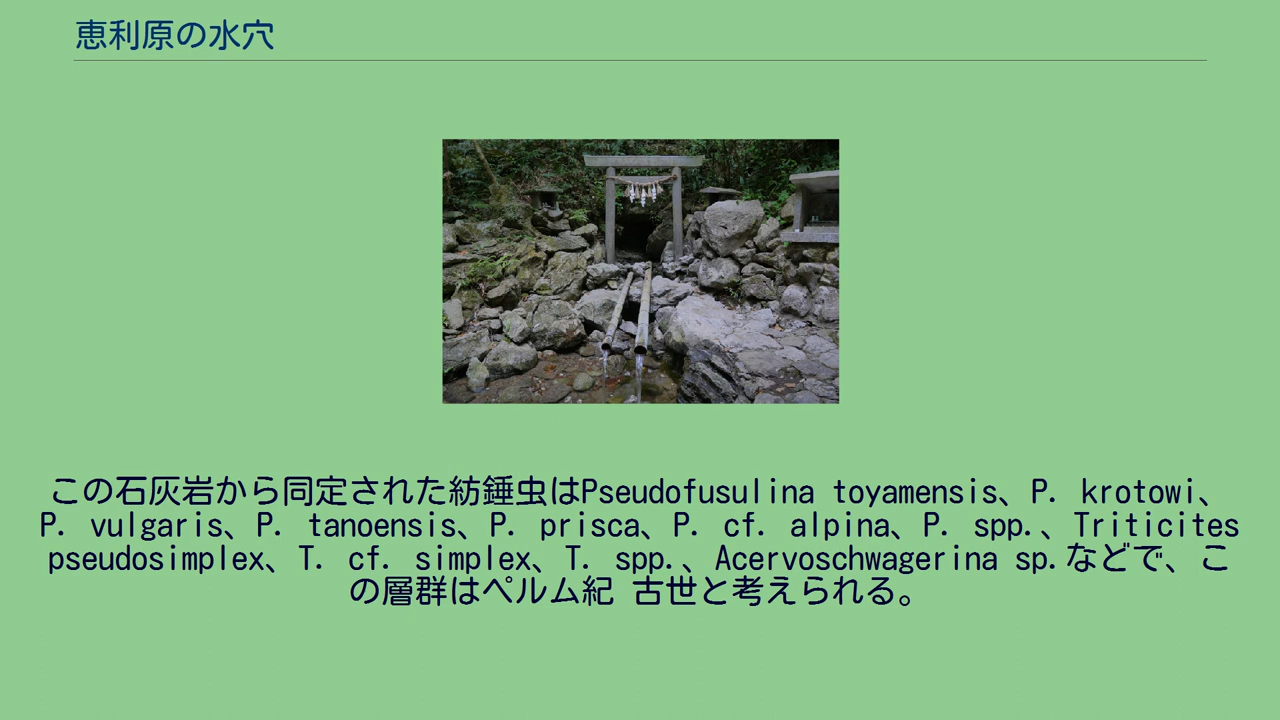 恵利原の水穴
この石灰岩から同定された紡錘虫はPseudofusulina toyamensis、P. krotowi、
P. vulgaris、P. tanoensis、P. prisca、P. cf. alpina、P. spp.、Triticites
pseudosimplex、T. cf. simplex、T. spp.、Acervoschwagerina sp.などで、こ
の層群はペルム紀 古世と考えられる。